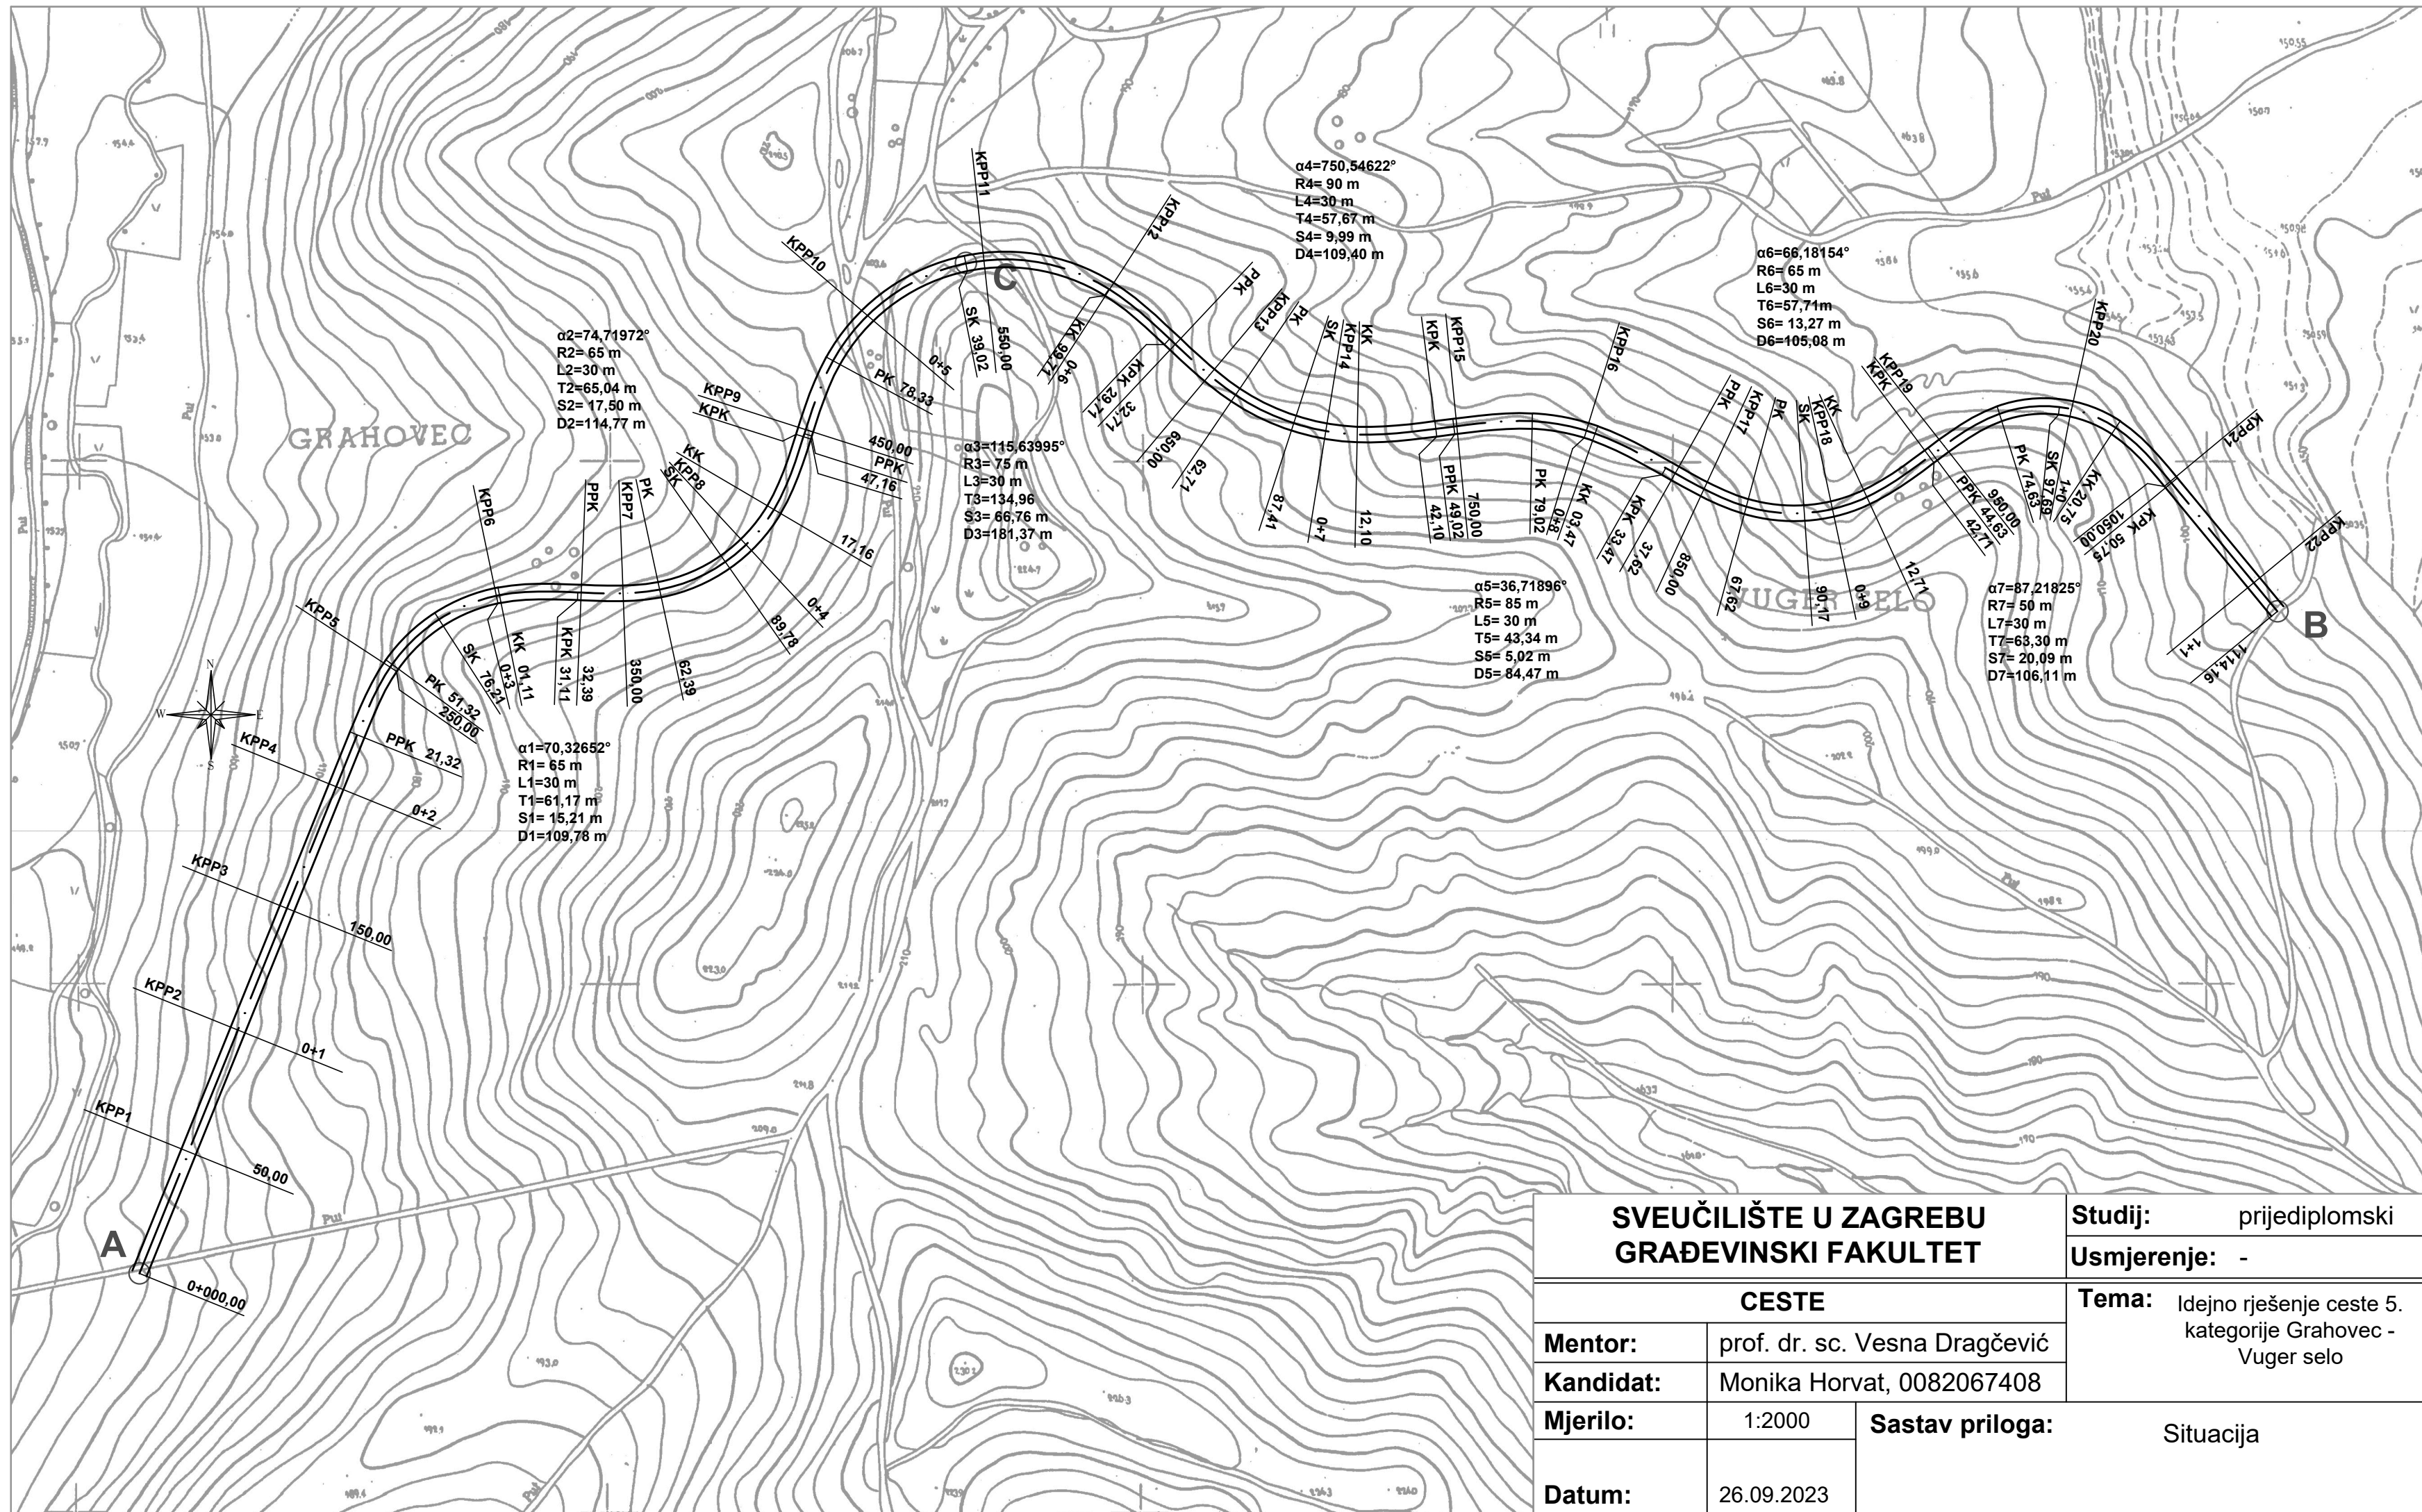 GRAHOVEC
VUGER SELO
A
B
C
N
W
E
S
Put
Put
Put
Put
Put
Put
Put
KPP1
50,00
0+000,00
KPP2
0+1
KPP3
150,00
KPP4
0+2
PPK 21,32
KPP5
PK 51,32
250,00
SK 76,21
KPP6
0+3
KK 01,11
KPK 31,11
PPK
32,39
KPP7
350,00
PK
62,39
SK
89,78
KPP8
0+4
KK
17,16
KPP9
450,00
KPK
PPK
47,16
PK 78,33
KPP10
0+5
SK 39,02
KPP11
550,00
KPP12
KK 99,71
0+6
PPK
KPK 29,71
32,71
KPP13
650,00
PK
62,71
SK
87,41
KPP14
0+7
KK
12,10
KPK
42,10
KPP15
PPK 49,02
750,00
PK 79,02
KPP16
0+8
KK 03,47
KPK 33,47
PPK
37,62
KPP17
850,00
PK
67,62
SK
90,17
KPP18
0+9
KK
12,71
KPP19
KPK
950,00
PPK 44,63
42,71
PK 74,63
SK 97,69
KPP20
1+0
KK 20,75
KPP21
1050,00
KPK 50,75
KPP22
1+1
1114,16
α1=70,32652°
R1= 65 m
L1=30 m
T1=61,17 m
S1= 15,21 m
D1=109,78 m
α2=74,71972°
R2= 65 m
L2=30 m
T2=65,04 m
S2= 17,50 m
D2=114,77 m
α3=115,63995°
R3= 75 m
L3=30 m
T3=134,96
S3= 66,76 m
D3=181,37 m
α4=750,54622°
R4= 90 m
L4=30 m
T4=57,67 m
S4= 9,99 m
D4=109,40 m
α5=36,71896°
R5= 85 m
L5= 30 m
T5= 43,34 m
S5= 5,02 m
D5= 84,47 m
α6=66,18154°
R6= 65 m
L6=30 m
T6=57,71m
S6= 13,27 m
D6=105,08 m
α7=87,21825°
R7= 50 m
L7=30 m
T7=63,30 m
S7= 20,09 m
D7=106,11 m
SVEUČILIŠTE U ZAGREBU
GRAĐEVINSKI FAKULTET
Studij: prijediplomski
Usmjerenje: -
CESTE
Tema: Idejno rješenje ceste 5.
kategorije Grahovec -
Vuger selo
Mentor: prof. dr. sc. Vesna Dragčević
Kandidat: Monika Horvat, 0082067408
Mjerilo: 1:2000
Sastav priloga: Situacija
Datum: 26.09.2023